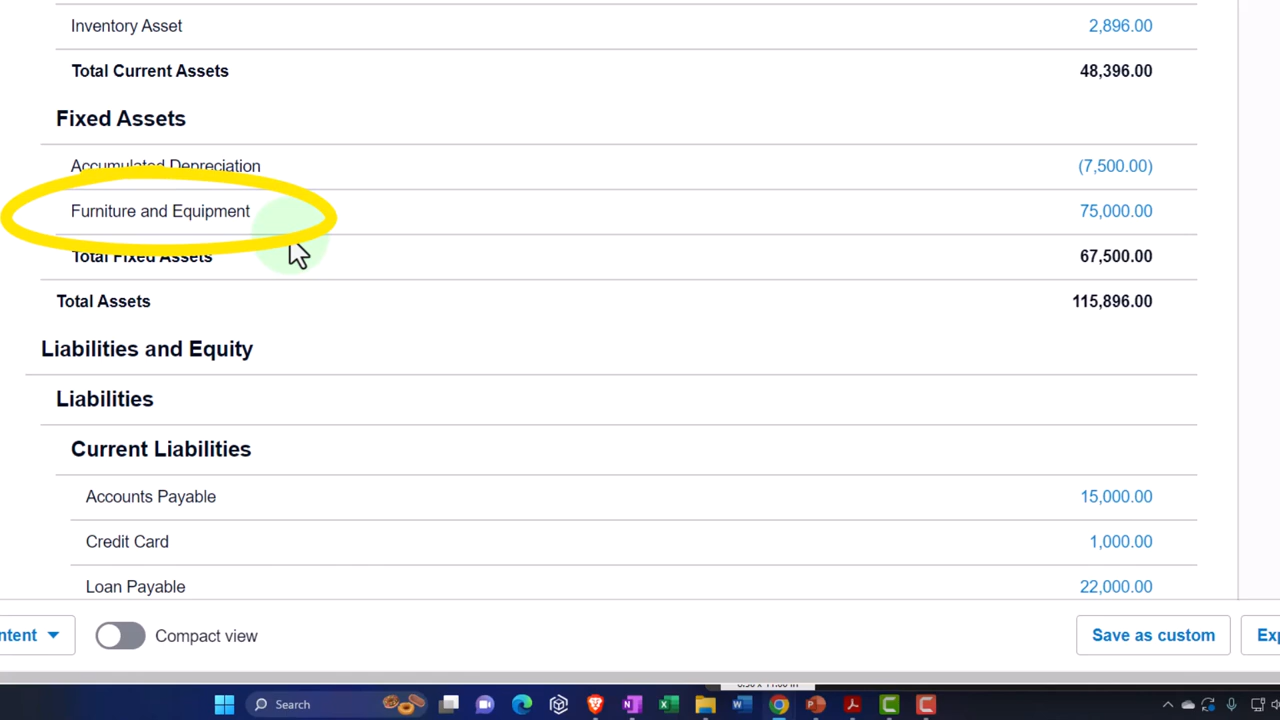 Inventory Asset 2,896.00
Total Current Assets 48,396.00
Fixed Assets
Accumulated Depreciation (7,500.00)
Furniture and Equipment 75,000.00
Total Fixed Assets 67,500.00
Total Assets 115,896.00
Liabilities and Equity
Liabilities
Current Liabilities
Accounts Payable 15,000.00
Credit Card 1,000.00
Loan Payable 22,000.00
Compact view Save as custom
Search